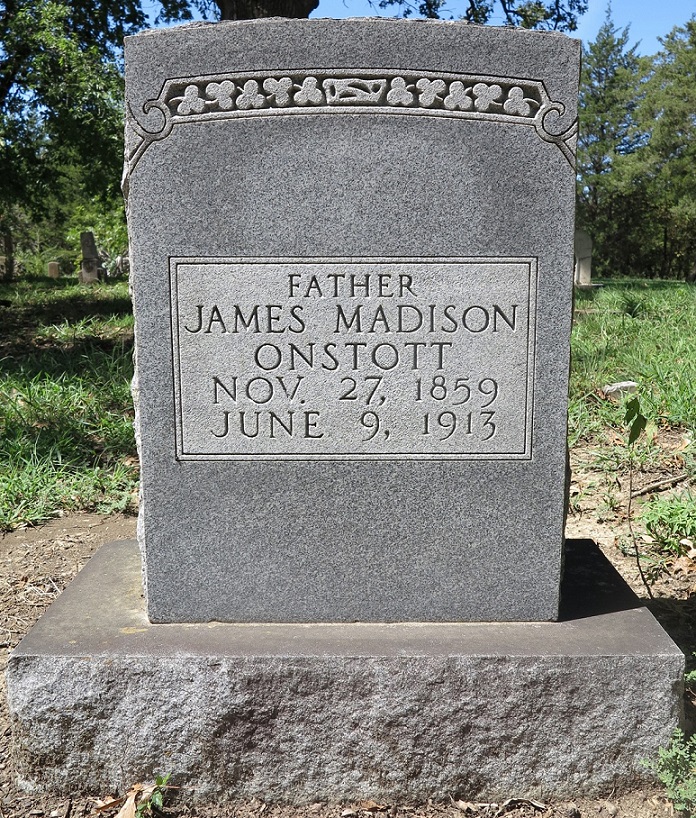 FATHER
JAMES MADISON
ONSTOTT
NOV. 27, 1859
JUNE 9, 1913